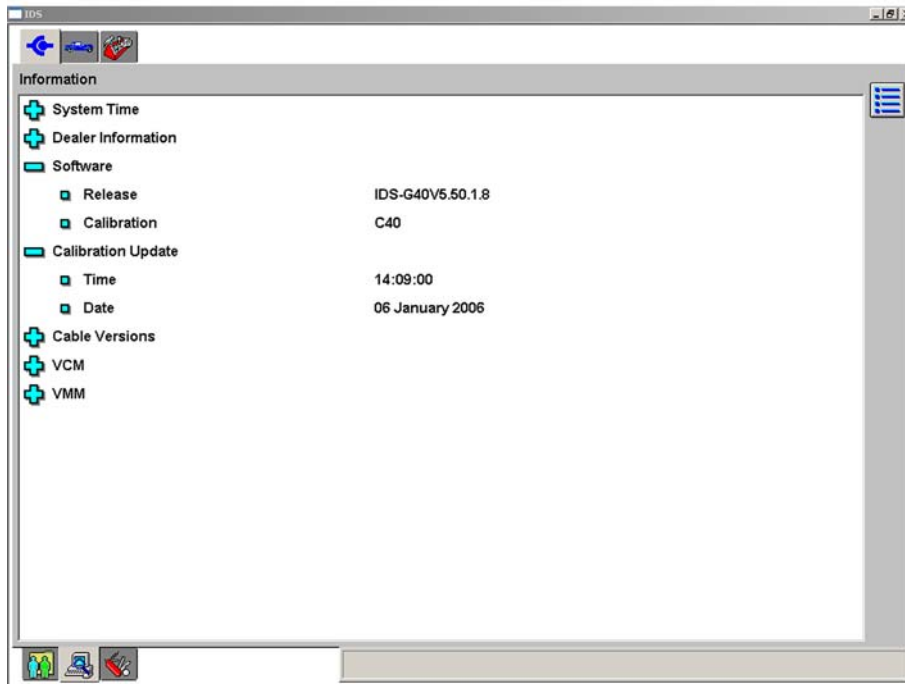 IDS
Information
System Time
Dealer Information
Software
Release IDS-G40V5.50.1.8
Calibration C40
Calibration Update
Time 14:09:00
Date 06 January 2006
Cable Versions
VCM
VMM